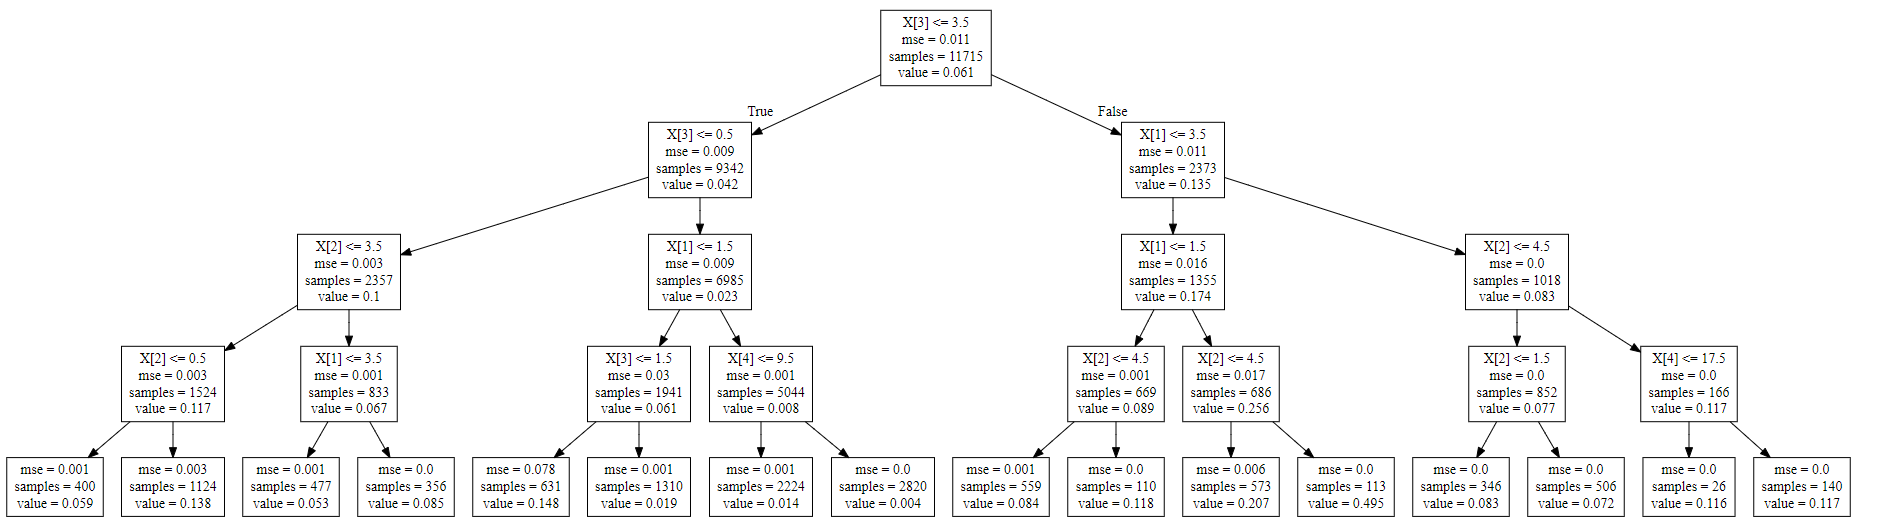 X[3] <= 3.5
mse = 0.011
samples = 11715
value = 0.061
True
False
X[3] <= 0.5
mse = 0.009
samples = 9342
value = 0.042
X[1] <= 3.5
mse = 0.011
samples = 2373
value = 0.135
X[2] <= 3.5
mse = 0.003
samples = 2357
value = 0.1
X[1] <= 1.5
mse = 0.009
samples = 6985
value = 0.023
X[1] <= 1.5
mse = 0.016
samples = 1355
value = 0.174
X[2] <= 4.5
mse = 0.0
samples = 1018
value = 0.083
X[2] <= 0.5
mse = 0.003
samples = 1524
value = 0.117
X[1] <= 3.5
mse = 0.001
samples = 833
value = 0.067
X[3] <= 1.5
mse = 0.03
samples = 1941
value = 0.061
X[4] <= 9.5
mse = 0.001
samples = 5044
value = 0.008
X[2] <= 4.5
mse = 0.001
samples = 669
value = 0.089
X[2] <= 4.5
mse = 0.017
samples = 686
value = 0.256
X[2] <= 1.5
mse = 0.0
samples = 852
value = 0.077
X[4] <= 17.5
mse = 0.0
samples = 166
value = 0.117
mse = 0.001
samples = 400
value = 0.059
mse = 0.003
samples = 1124
value = 0.138
mse = 0.001
samples = 477
value = 0.053
mse = 0.0
samples = 356
value = 0.085
mse = 0.078
samples = 631
value = 0.148
mse = 0.001
samples = 1310
value = 0.019
mse = 0.001
samples = 2224
value = 0.014
mse = 0.0
samples = 2820
value = 0.004
mse = 0.001
samples = 559
value = 0.084
mse = 0.0
samples = 110
value = 0.118
mse = 0.006
samples = 573
value = 0.207
mse = 0.0
samples = 113
value = 0.495
mse = 0.0
samples = 346
value = 0.083
mse = 0.0
samples = 506
value = 0.072
mse = 0.0
samples = 26
value = 0.116
mse = 0.0
samples = 140
value = 0.117